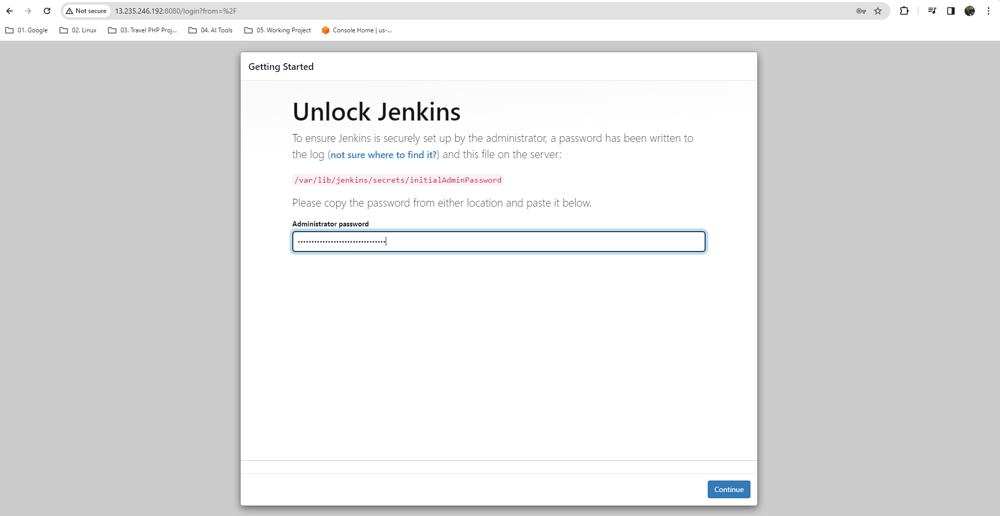 Not secure 13.235.246.192:8080/login?from=%2F
01. Google 02. Linux 03. Travel PHP Proj... 04. AI Tools 05. Working Project Console Home | us-...
Getting Started
Unlock Jenkins
To ensure Jenkins is securely set up by the administrator, a password has been written to
the log (not sure where to find it?) and this file on the server:
/var/lib/jenkins/secrets/initialAdminPassword
Please copy the password from either location and paste it below.
Administrator password
Continue